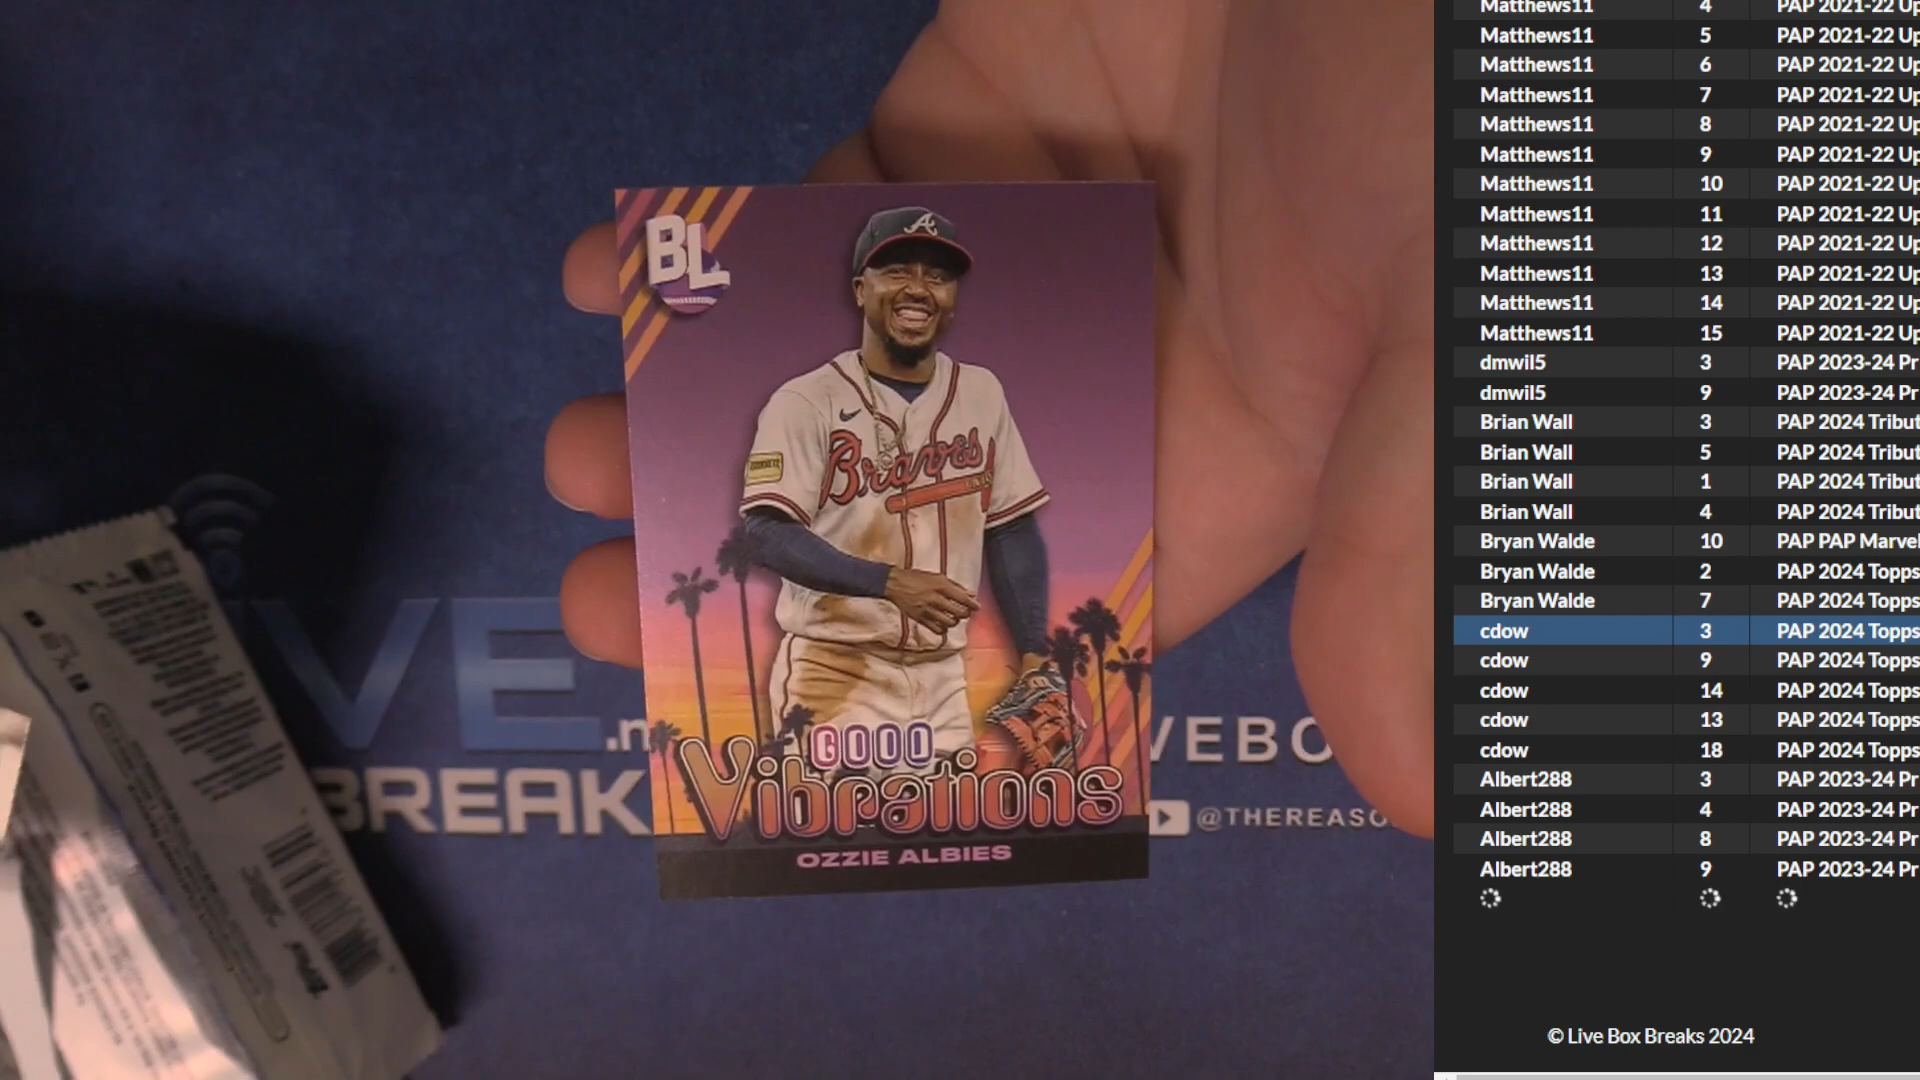 BL
A
Braves
GOOD
Vibrations
OZZIE ALBIES
VE.n
BREAK
VEBO
@THEREASO
topps
Matthews11 4 PAP 2021-22 Up
Matthews11 5 PAP 2021-22 Up
Matthews11 6 PAP 2021-22 Up
Matthews11 7 PAP 2021-22 Up
Matthews11 8 PAP 2021-22 Up
Matthews11 9 PAP 2021-22 Up
Matthews11 10 PAP 2021-22 Up
Matthews11 11 PAP 2021-22 Up
Matthews11 12 PAP 2021-22 Up
Matthews11 13 PAP 2021-22 Up
Matthews11 14 PAP 2021-22 Up
Matthews11 15 PAP 2021-22 Up
dmwil5 3 PAP 2023-24 Pr
dmwil5 9 PAP 2023-24 Pr
Brian Wall 3 PAP 2024 Tribut
Brian Wall 5 PAP 2024 Tribut
Brian Wall 1 PAP 2024 Tribut
Brian Wall 4 PAP 2024 Tribut
Bryan Walde 10 PAP PAP Marvel
Bryan Walde 2 PAP 2024 Topps
Bryan Walde 7 PAP 2024 Topps
cdow 3 PAP 2024 Topps
cdow 9 PAP 2024 Topps
cdow 14 PAP 2024 Topps
cdow 13 PAP 2024 Topps
cdow 18 PAP 2024 Topps
Albert288 3 PAP 2023-24 Pr
Albert288 4 PAP 2023-24 Pr
Albert288 8 PAP 2023-24 Pr
Albert288 9 PAP 2023-24 Pr
© Live Box Breaks 2024